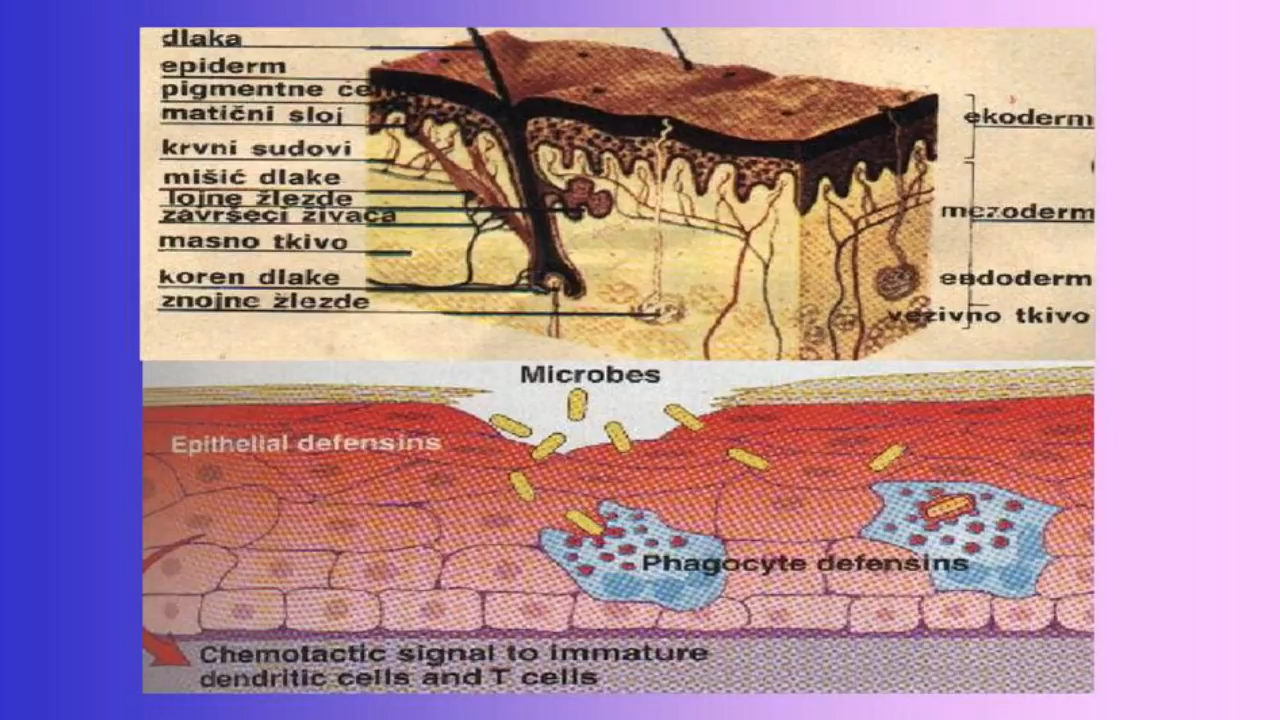 dlaka
epiderm
pigmentne će
matični sloj
krvni sudovi
mišić dlake
lojne žlezde
završeci živaca
masno tkivo
koren dlake
znojne žlezde
ekoderm
mezoderm
endoderm
vezivno tkivo
Microbes
Epithelial defensins
Phagocyte defensins
Chemotactic signal to immature
dendritic cells and T cells